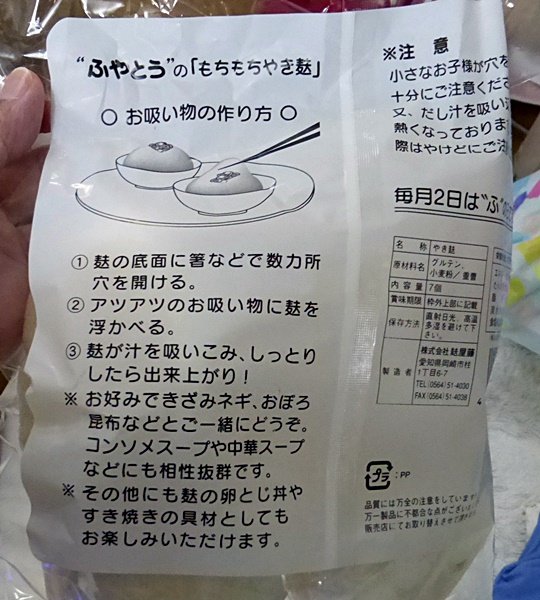 “ふやとう”の「もちもちやき麸」
○ お吸い物の作り方 ○
① 麸の底面に箸などで数カ所
穴を開ける。
② アツアツのお吸い物に麸を
浮かべる。
③ 麸が汁を吸いこみ、しっとり
したら出来上がり!
※ お好みできざみネギ、おぼろ
昆布などとご一緒にどうぞ。
コンソメスープや中華スープ
などにも相性抜群です。
※ その他にも麸の卵とじ丼や
すき焼きの具材としても
お楽しみいただけます。
※注 意
小さなお子様が穴を
十分にご注意くださ
又、だし汁を吸い
熱くなっておりま
際はやけどにご注
毎月2日は“ふ”
名 称 やき麸
原材料名 グルテン、
小麦粉/重曹
内容量 7個
賞味期限 枠外上部に記載
保存方法 直射日光、高温
多湿を避けて下
さい。
製造者 株式会社麩屋藤
愛知県岡崎市柱
1丁目6-7
TEL(0564)51-4030
FAX(0564)51-4038
プラ :PP
品質には万全の注意をしていま
万一製品に不都合な点がございま
販売店にてお取り替えさせて